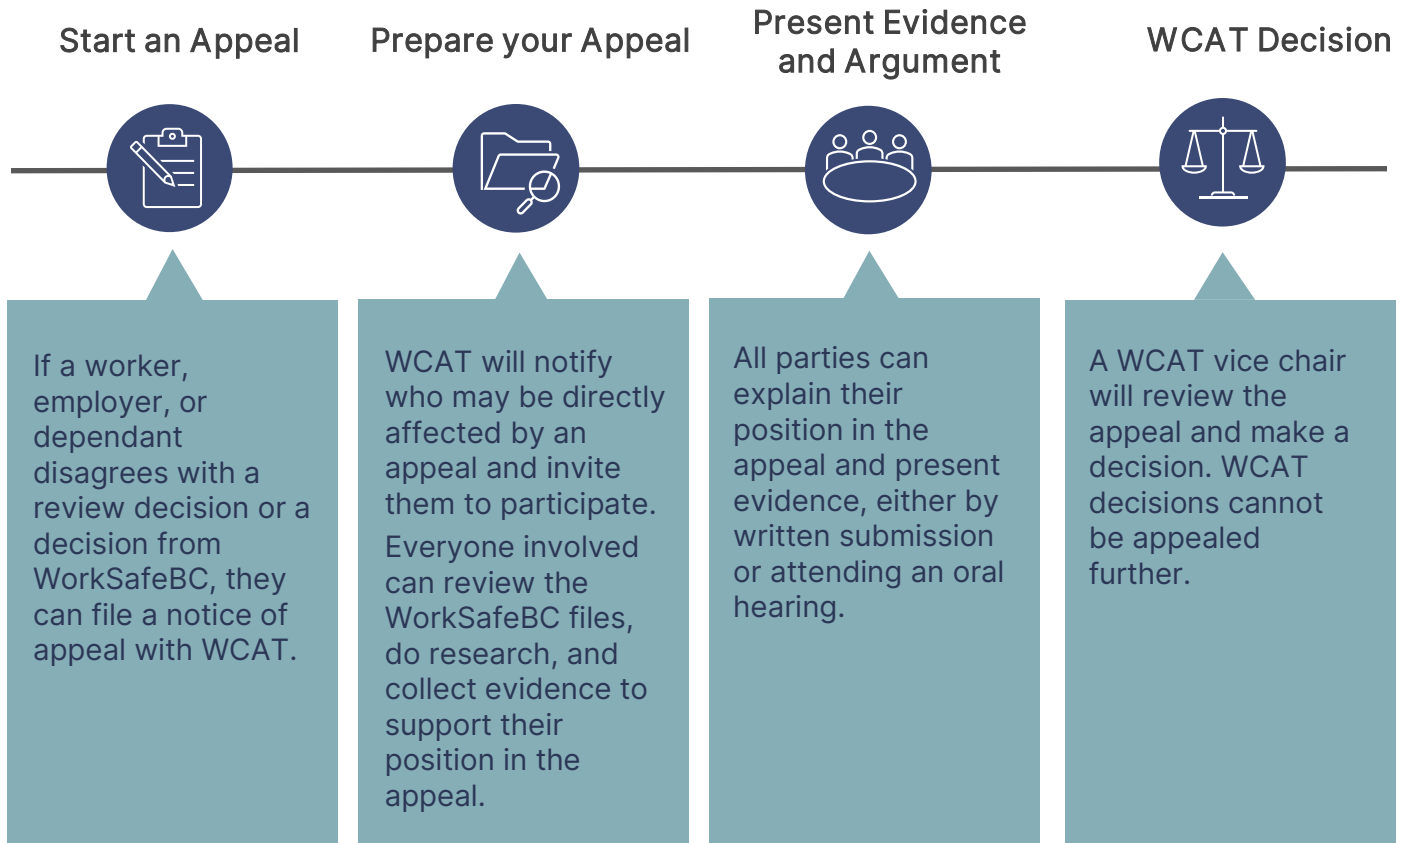 Start an Appeal
Prepare your Appeal
Present Evidence
and Argument
WCAT Decision
If a worker,
employer, or
dependant
disagrees with a
review decision or a
decision from
WorkSafeBC, they
can file a notice of
appeal with WCAT.
WCAT will notify
who may be directly
affected by an
appeal and invite
them to participate.
Everyone involved
can review the
WorkSafeBC files,
do research, and
collect evidence to
support their
position in the
appeal.
All parties can
explain their
position in the
appeal and present
evidence, either by
written submission
or attending an oral
hearing.
A WCAT vice chair
will review the
appeal and make a
decision. WCAT
decisions cannot
be appealed
further.